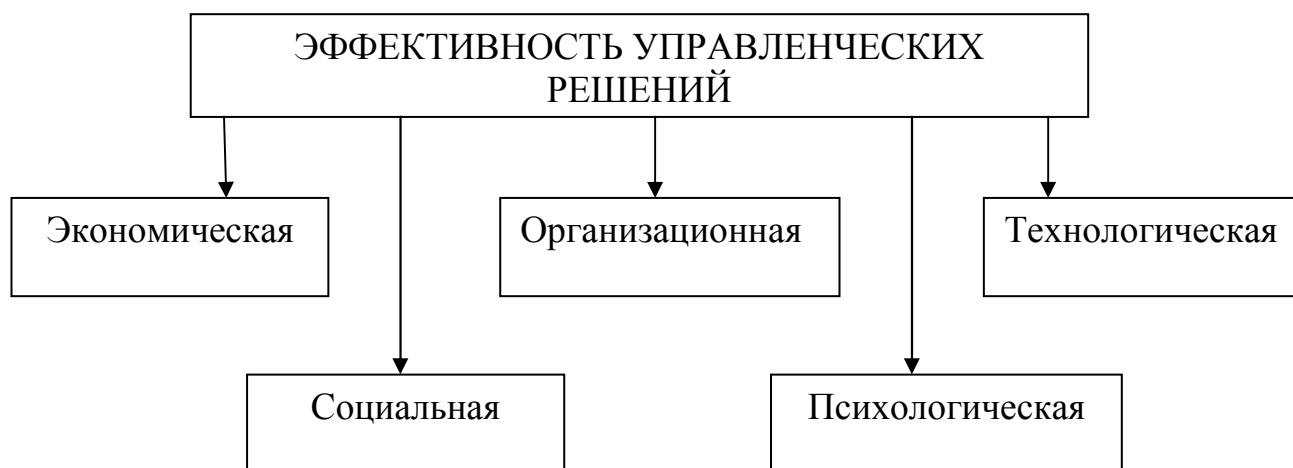 ЭФФЕКТИВНОСТЬ УПРАВЛЕНЧЕСКИХ
РЕШЕНИЙ
Экономическая
Организационная
Технологическая
Социальная
Психологическая